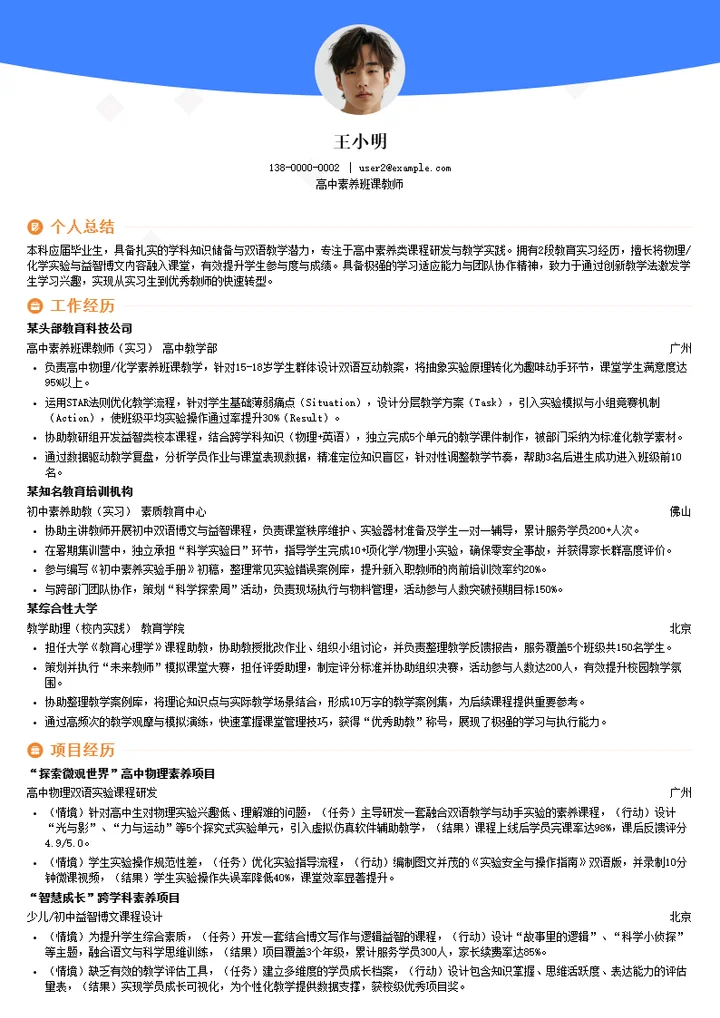 王小明
138-0000-0002 | user2@example.com
高中素养班课教师
个人总结
本科应届毕业生，具备扎实的学科知识储备与双语教学潜力，专注于高中素养类课程研发与教学实践。拥有2段教育实习经历，擅长将物理/
化学实验与益智博文内容融入课堂，有效提升学生参与度与成绩。具备极强的学习适应能力与团队协作精神，致力于通过创新教学法激发学
生学习兴趣，实现从实习生到优秀教师的快速转型。
工作经历
某头部教育科技公司
高中素养班课教师（实习） 高中教学部 广州
• 负责高中物理/化学素养班课教学，针对15-18岁学生群体设计双语互动教案，将抽象实验原理转化为趣味动手环节，课堂学生满意度达
95%以上。
• 运用STAR法则优化教学流程，针对学生基础薄弱痛点（Situation），设计分层教学方案（Task），引入实验模拟与小组竞赛机制
（Action），使班级平均实验操作通过率提升30%（Result）。
• 协助教研组开发益智类校本课程，结合跨学科知识（物理+英语），独立完成5个单元的教学课件制作，被部门采纳为标准化教学素材。
• 通过数据驱动教学复盘，分析学员作业与课堂表现数据，精准定位知识盲区，针对性调整教学节奏，帮助3名后进生成功进入班级前10
名。
某知名教育培训机构
初中素养助教（实习） 素质教育中心 佛山
• 协助主讲教师开展初中双语博文与益智课程，负责课堂秩序维护、实验器材准备及学生一对一辅导，累计服务学员200+人次。
• 在暑期集训营中，独立承担“科学实验日”环节，指导学生完成10+项化学/物理小实验，确保零安全事故，并获得家长群高度评价。
• 参与编写《初中素养实验手册》初稿，整理常见实验错误案例库，提升新入职教师的岗前培训效率约20%。
• 与跨部门团队协作，策划“科学探索周”活动，负责现场执行与物料管理，活动参与人数突破预期目标150%。
某综合性大学
教学助理（校内实践） 教育学院 北京
• 担任大学《教育心理学》课程助教，协助教授批改作业、组织小组讨论，并负责整理教学反馈报告，服务覆盖5个班级共150名学生。
• 策划并执行“未来教师”模拟课堂大赛，担任评委助理，制定评分标准并协助组织决赛，活动参与人数达200人，有效提升校园教学氛
围。
• 协助整理教学案例库，将理论知识点与实际教学场景结合，形成10万字的教学案例集，为后续课程提供重要参考。
• 通过高频次的教学观摩与模拟演练，快速掌握课堂管理技巧，获得“优秀助教”称号，展现了极强的学习与执行能力。
项目经历
“探索微观世界”高中物理素养项目
高中物理双语实验课程研发 广州
• （情境）针对高中生对物理实验兴趣低、理解难的问题，（任务）主导研发一套融合双语教学与动手实验的素养课程，（行动）设计
“光与影”、“力与运动”等5个探究式实验单元，引入虚拟仿真软件辅助教学，（结果）课程上线后学员完课率达98%，课后反馈评分
4.9/5.0。
• （情境）学生实验操作规范性差，（任务）优化实验指导流程，（行动）编制图文并茂的《实验安全与操作指南》双语版，并录制10分
钟微课视频，（结果）学生实验操作失误率降低40%，课堂效率显著提升。
“智慧成长”跨学科素养项目
少儿/初中益智博文课程设计 北京
• （情境）为提升学生综合素质，（任务）开发一套结合博文写作与逻辑益智的课程，（行动）设计“故事里的逻辑”、“科学小侦探”
等主题，融合语文与科学思维训练，（结果）项目覆盖3个年级，累计服务学员300人，家长续费率达85%。
• （情境）缺乏有效的教学评估工具，（任务）建立多维度的学员成长档案，（行动）设计包含知识掌握、思维活跃度、表达能力的评估
量表，（结果）实现学员成长可视化，为个性化教学提供数据支撑，获校级优秀项目奖。